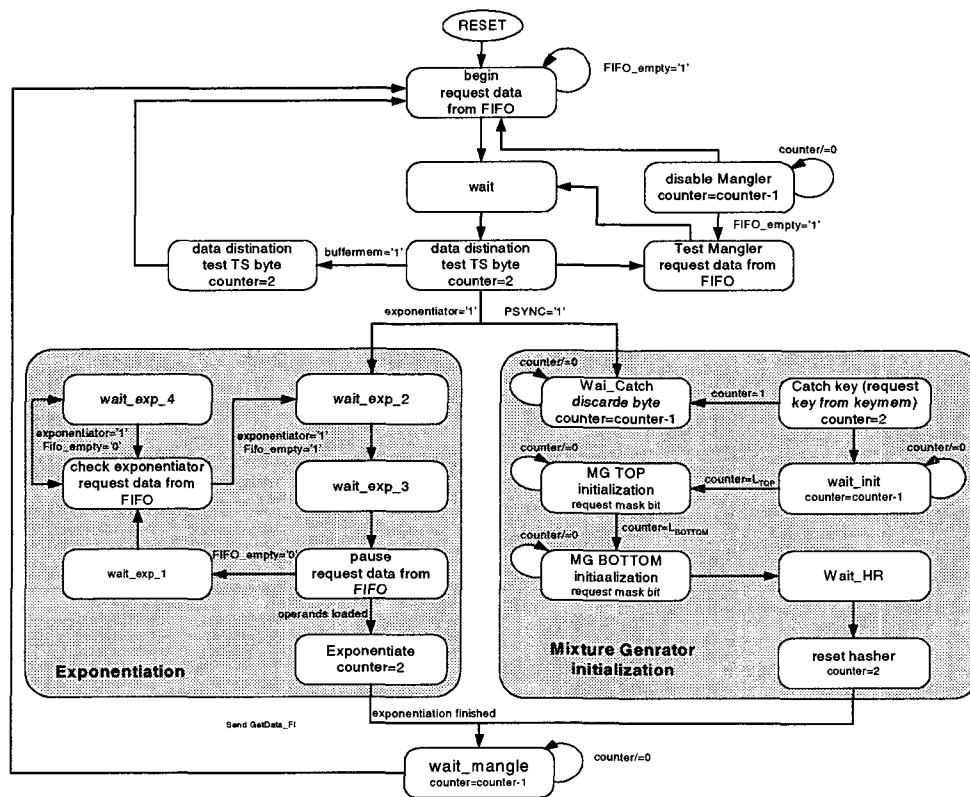 RESET
begin
request data
from FIFO
FIFO_empty='1'
counter/=0
disable Mangler
counter=counter-1
wait
FIFO_empty='1'
data distination
test TS byte
counter=2
buffermem='1'
data distination
test TS byte
counter=2
Test Mangler
request data from
FIFO
exponentiator='1'
PSYNC='1'
wait_exp_4
wait_exp_2
exponentiator='1'
Fifo_empty='0'
exponentiator='1'
Fifo_empty='1'
check exponentiator
request data from
FIFO
wait_exp_3
FIFO_empty='0'
wait_exp_1
pause
request data from
FIFO
operands loaded
Exponentiate
counter=2
Exponentiation
counter/=0
Wai_Catch
discarde byte
counter=counter-1
counter=1
Catch key (request
key from keymem)
counter=2
counter/=0
counter/=0
MG TOP
initialization
request mask bit
counter=L_TOP
wait_init
counter=counter-1
counter=L_BOTTOM
counter/=0
MG BOTTOM
initiaalization
request mask bit
Wait_HR
Mixture Genrator
initialization
reset hasher
counter=2
Send GetData_FI
exponentiation finished
wait_mangle
counter=counter-1
counter/=0